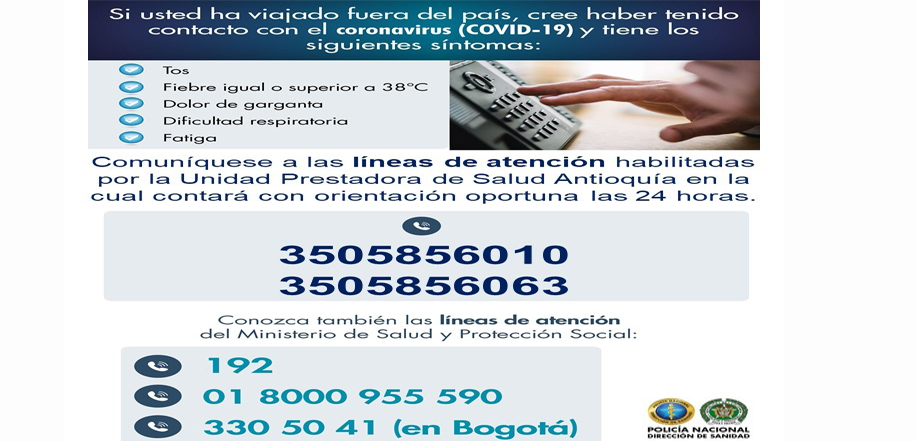 Si usted ha viajado fuera del país, cree haber tenido
contacto con el coronavirus (COVID-19) y tiene los
siguientes síntomas:
Tos
Fiebre igual o superior a 38°C
Dolor de garganta
Dificultad respiratoria
Fatiga
Comuníquese a las líneas de atención habilitadas
por la Unidad Prestadora de Salud Antioquía en la
cual contará con orientación oportuna las 24 horas.
3505856010
3505856063
Conozca también las líneas de atención
del Ministerio de Salud y Protección Social:
192
01 8000 955 590
330 50 41 (en Bogotá)
POLICÍA NACIONAL
DIRECCIÓN DE SANIDAD